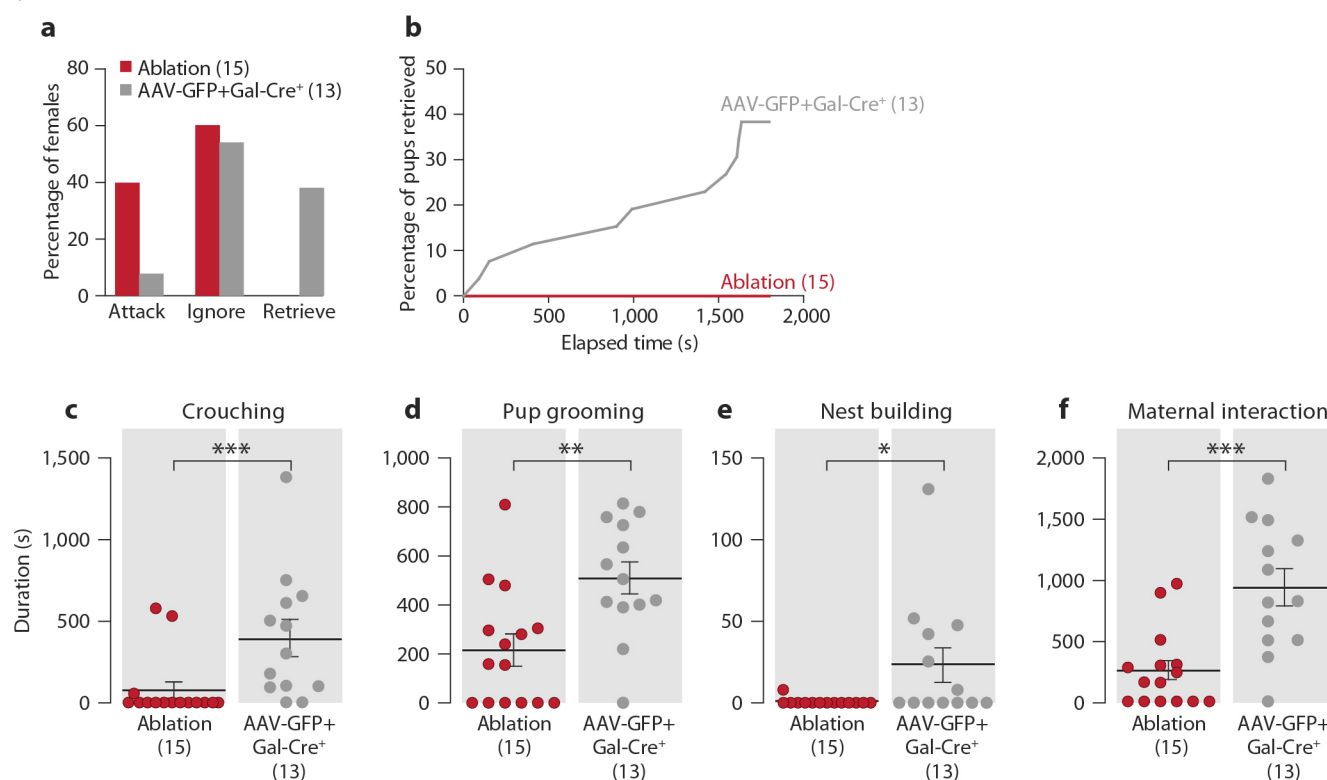 a
Ablation (15)
AAV-GFP+Gal-Cre⁺ (13)
Percentage of females
80
60
40
20
0
Attack
Ignore
Retrieve
b
Percentage of pups retrieved
50
40
30
20
10
0
AAV-GFP+Gal-Cre⁺ (13)
Ablation (15)
0
500
1,000
1,500
2,000
Elapsed time (s)
c
Crouching
***
Duration (s)
1,500
1,000
500
0
Ablation
(15)
AAV-GFP+
Gal-Cre⁺
(13)
d
Pup grooming
**
1,000
800
600
400
200
0
Ablation
(15)
AAV-GFP+
Gal-Cre⁺
(13)
e
Nest building
*
150
100
50
0
Ablation
(15)
AAV-GFP+
Gal-Cre⁺
(13)
f
Maternal interaction
***
2,000
1,500
1,000
500
0
Ablation
(15)
AAV-GFP+
Gal-Cre⁺
(13)